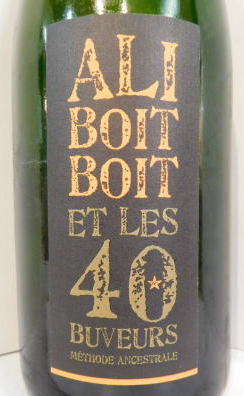 ALI
BOIT
BOIT
ET LES
40
BUVEURS
MÉTHODE ANCESTRALE